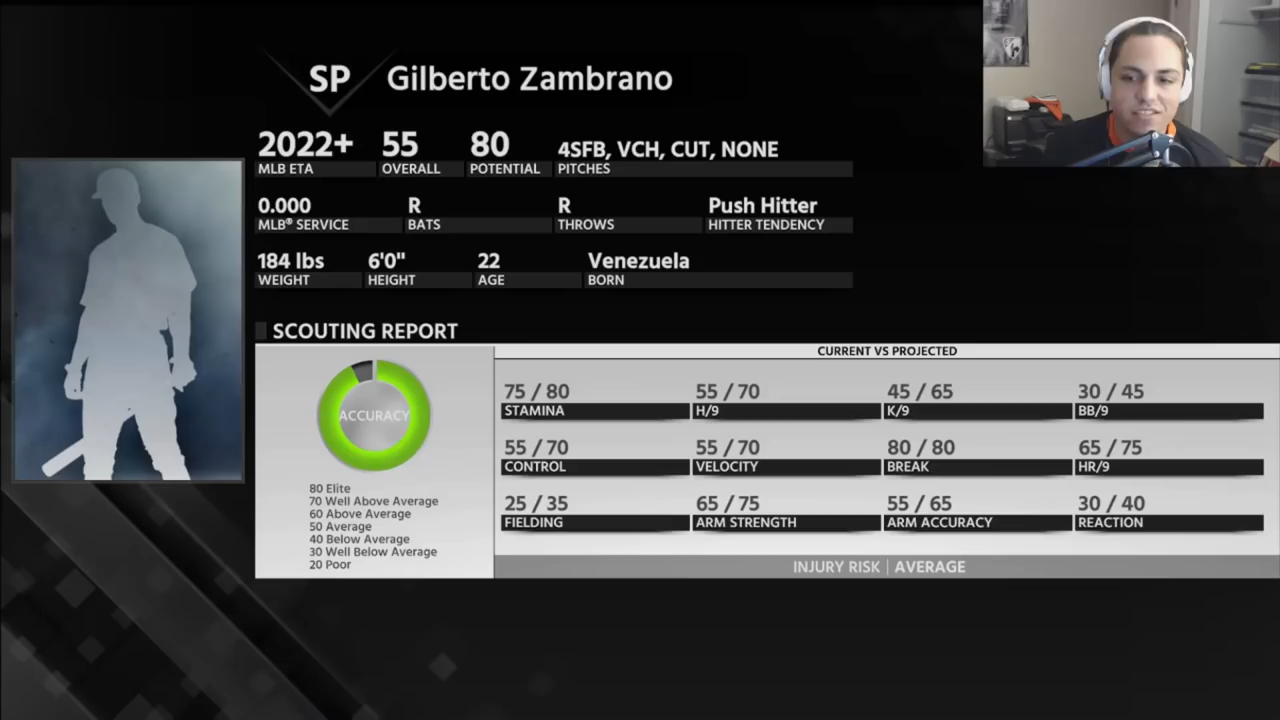 SP Gilberto Zambrano
2022+ 55 80 4SFB, VCH, CUT, NONE
MLB ETA OVERALL POTENTIAL PITCHES
0.000 R R Push Hitter
MLB® SERVICE BATS THROWS HITTER TENDENCY
184 lbs 6'0" 22 Venezuela
WEIGHT HEIGHT AGE BORN
SCOUTING REPORT
CURRENT VS PROJECTED
ACCURACY
80 Elite
70 Well Above Average
60 Above Average
50 Average
40 Below Average
30 Well Below Average
20 Poor
75 / 80 55 / 70 45 / 65 30 / 45
STAMINA H/9 K/9 BB/9
55 / 70 55 / 70 80 / 80 65 / 75
CONTROL VELOCITY BREAK HR/9
25 / 35 65 / 75 55 / 65 30 / 40
FIELDING ARM STRENGTH ARM ACCURACY REACTION
INJURY RISK | AVERAGE